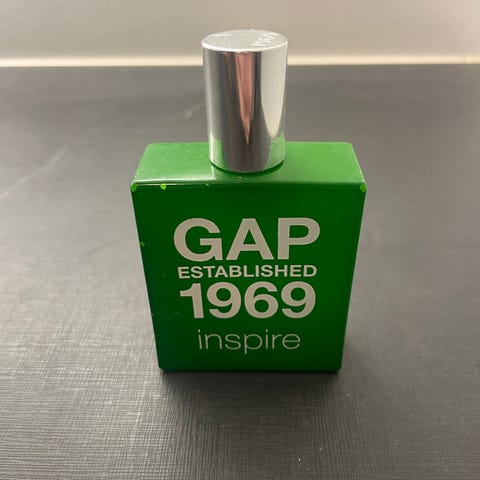 GAP
ESTABLISHED
1969
inspire